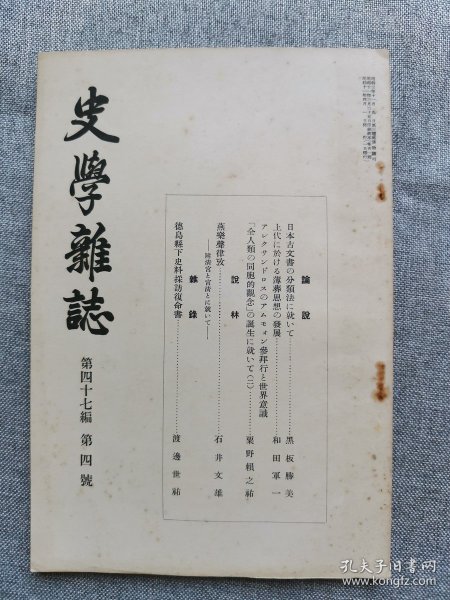 史學雜誌
第四十七編 第四號
論說
日本古文書の分類法に就いて……黑板勝美
上代に於ける薄葬思想の發展……和田軍一
アレクサンドロスのアムモォン參拜行と世界意識
「全人類の同胞的觀念」の誕生に就いて(二)……粟野賴之祐
說林
燕樂聲律攷……石井文雄
雜錄
德島縣下史料採訪復命書……渡邊世祐
孔夫子旧书网